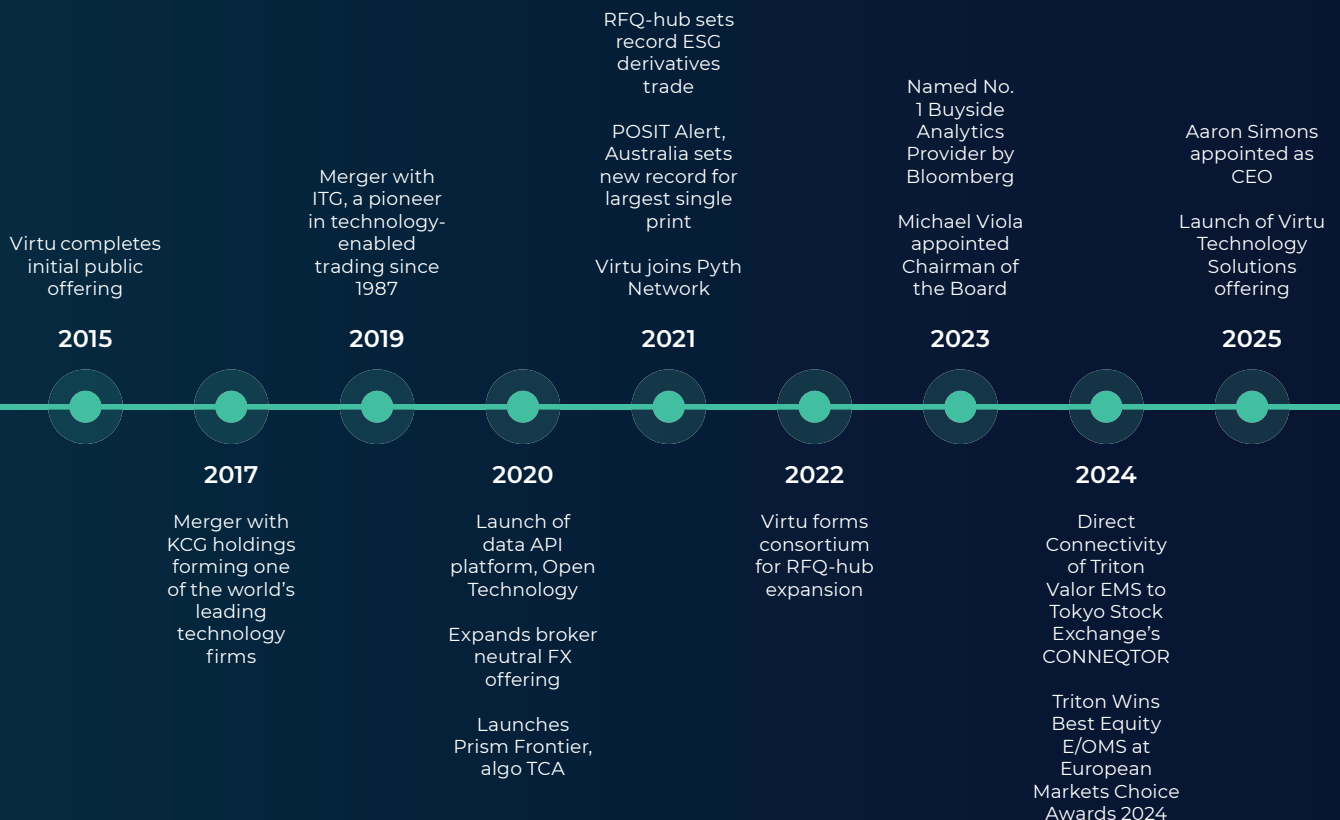 Virtu completes
initial public
offering
2015
2017
Merger with
KCG holdings
forming one
of the world’s
leading
technology
firms
Merger with
ITG, a pioneer
in technology-
enabled
trading since
1987
2019
2020
Launch of
data API
platform, Open
Technology
Expands broker
neutral FX
offering
Launches
Prism Frontier,
algo TCA
RFQ-hub sets
record ESG
derivatives
trade
POSIT Alert,
Australia sets
new record for
largest single
print
Virtu joins Pyth
Network
2021
2022
Virtu forms
consortium
for RFQ-hub
expansion
Named No.
1 Buyside
Analytics
Provider by
Bloomberg
Michael Viola
appointed
Chairman of
the Board
2023
2024
Direct
Connectivity
of Triton
Valor EMS to
Tokyo Stock
Exchange’s
CONNEQTOR
Triton Wins
Best Equity
E/OMS at
European
Markets Choice
Awards 2024
Aaron Simons
appointed as
CEO
Launch of Virtu
Technology
Solutions
offering
2025